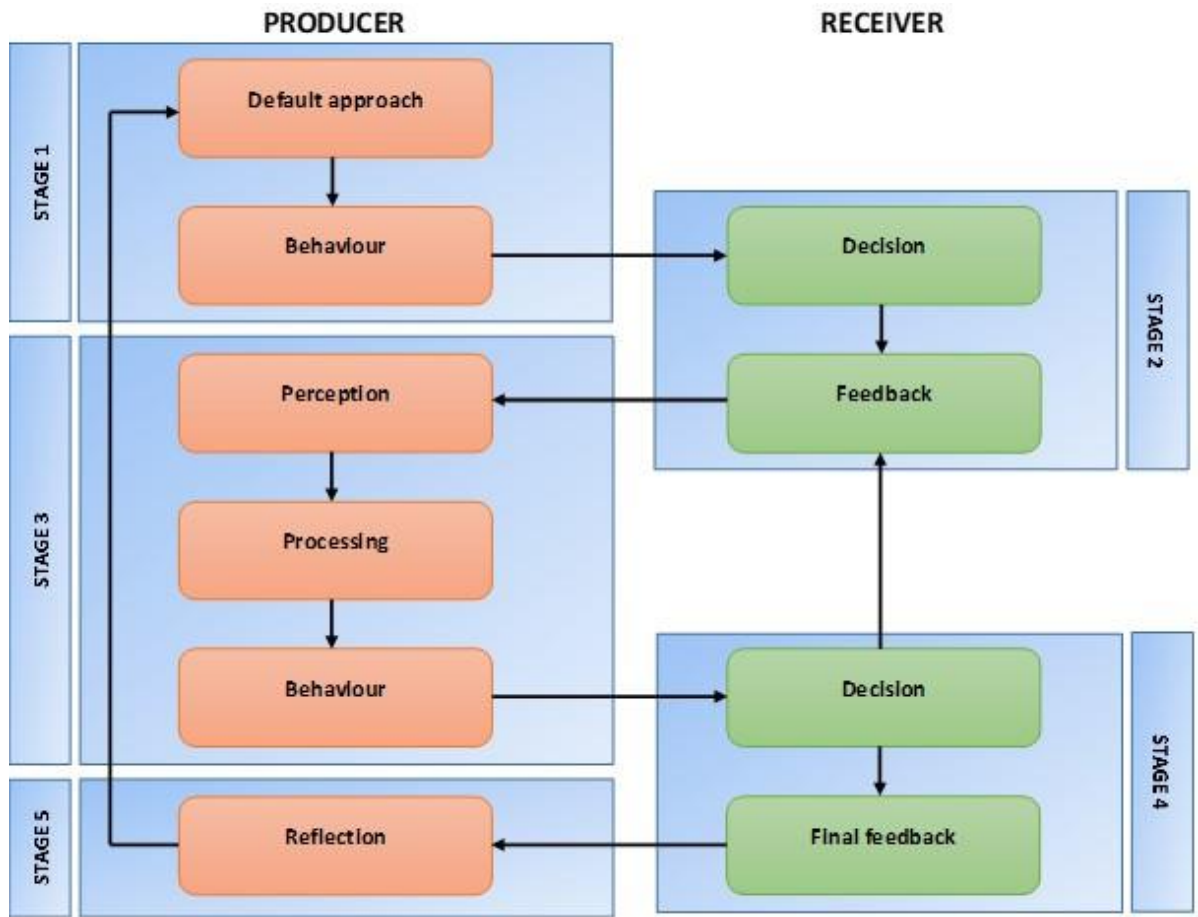 PRODUCER
RECEIVER
STAGE 1
Default approach
Behaviour
Decision
Feedback
STAGE 2
STAGE 3
Perception
Processing
Behaviour
Decision
Final feedback
STAGE 4
STAGE 5
Reflection